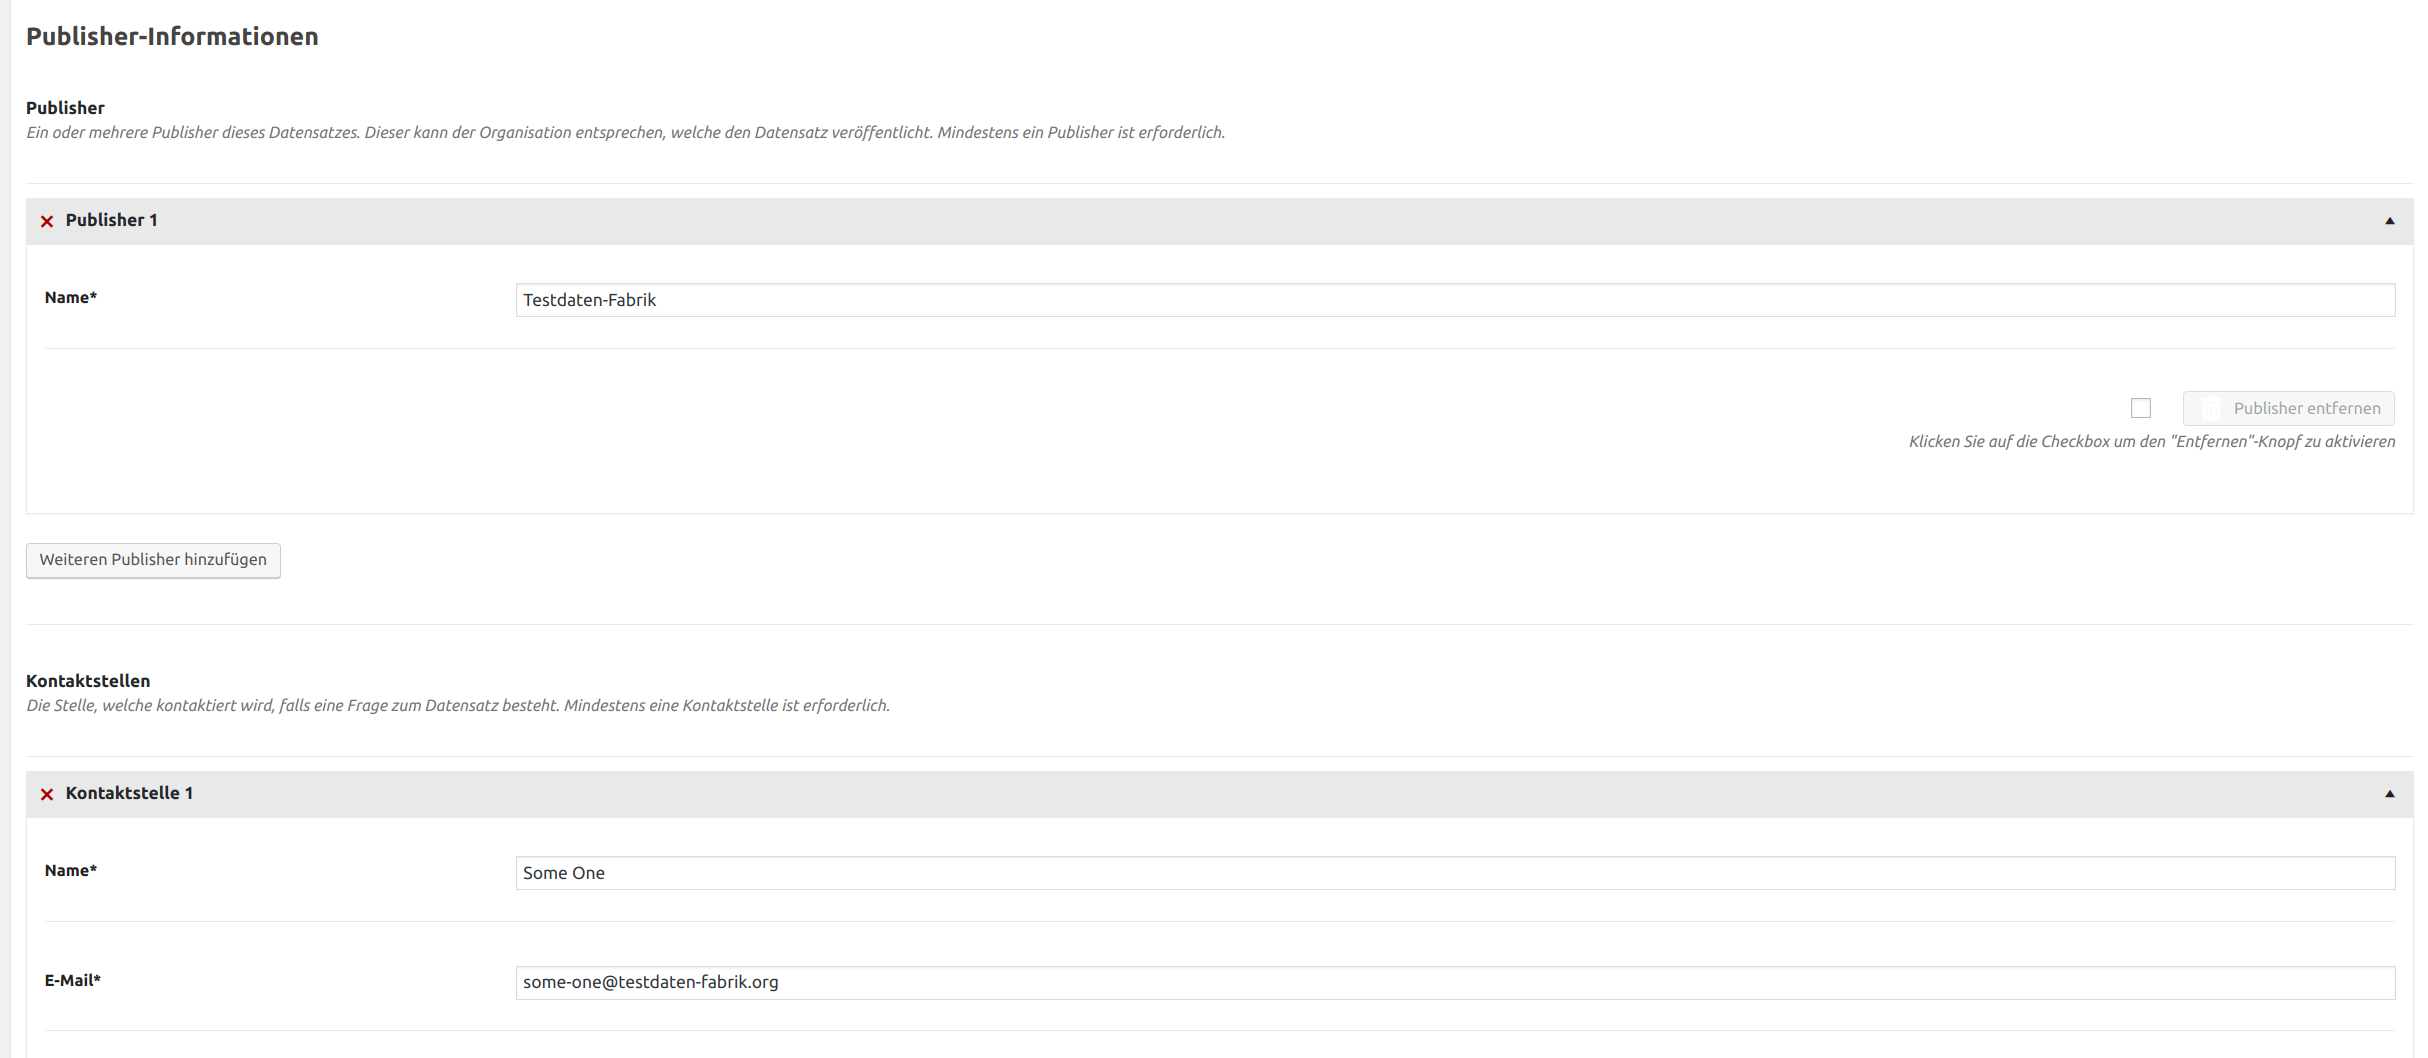 Publisher-Informationen
Publisher
Ein oder mehrere Publisher dieses Datensatzes. Dieser kann der Organisation entsprechen, welche den Datensatz veröffentlicht. Mindestens ein Publisher ist erforderlich.
Publisher 1
Name*
Testdaten-Fabrik
Publisher entfernen
Klicken Sie auf die Checkbox um den "Entfernen"-Knopf zu aktivieren
Weiteren Publisher hinzufügen
Kontaktstellen
Die Stelle, welche kontaktiert wird, falls eine Frage zum Datensatz besteht. Mindestens eine Kontaktstelle ist erforderlich.
Kontaktstelle 1
Name*
Some One
E-Mail*
some-one@testdaten-fabrik.org